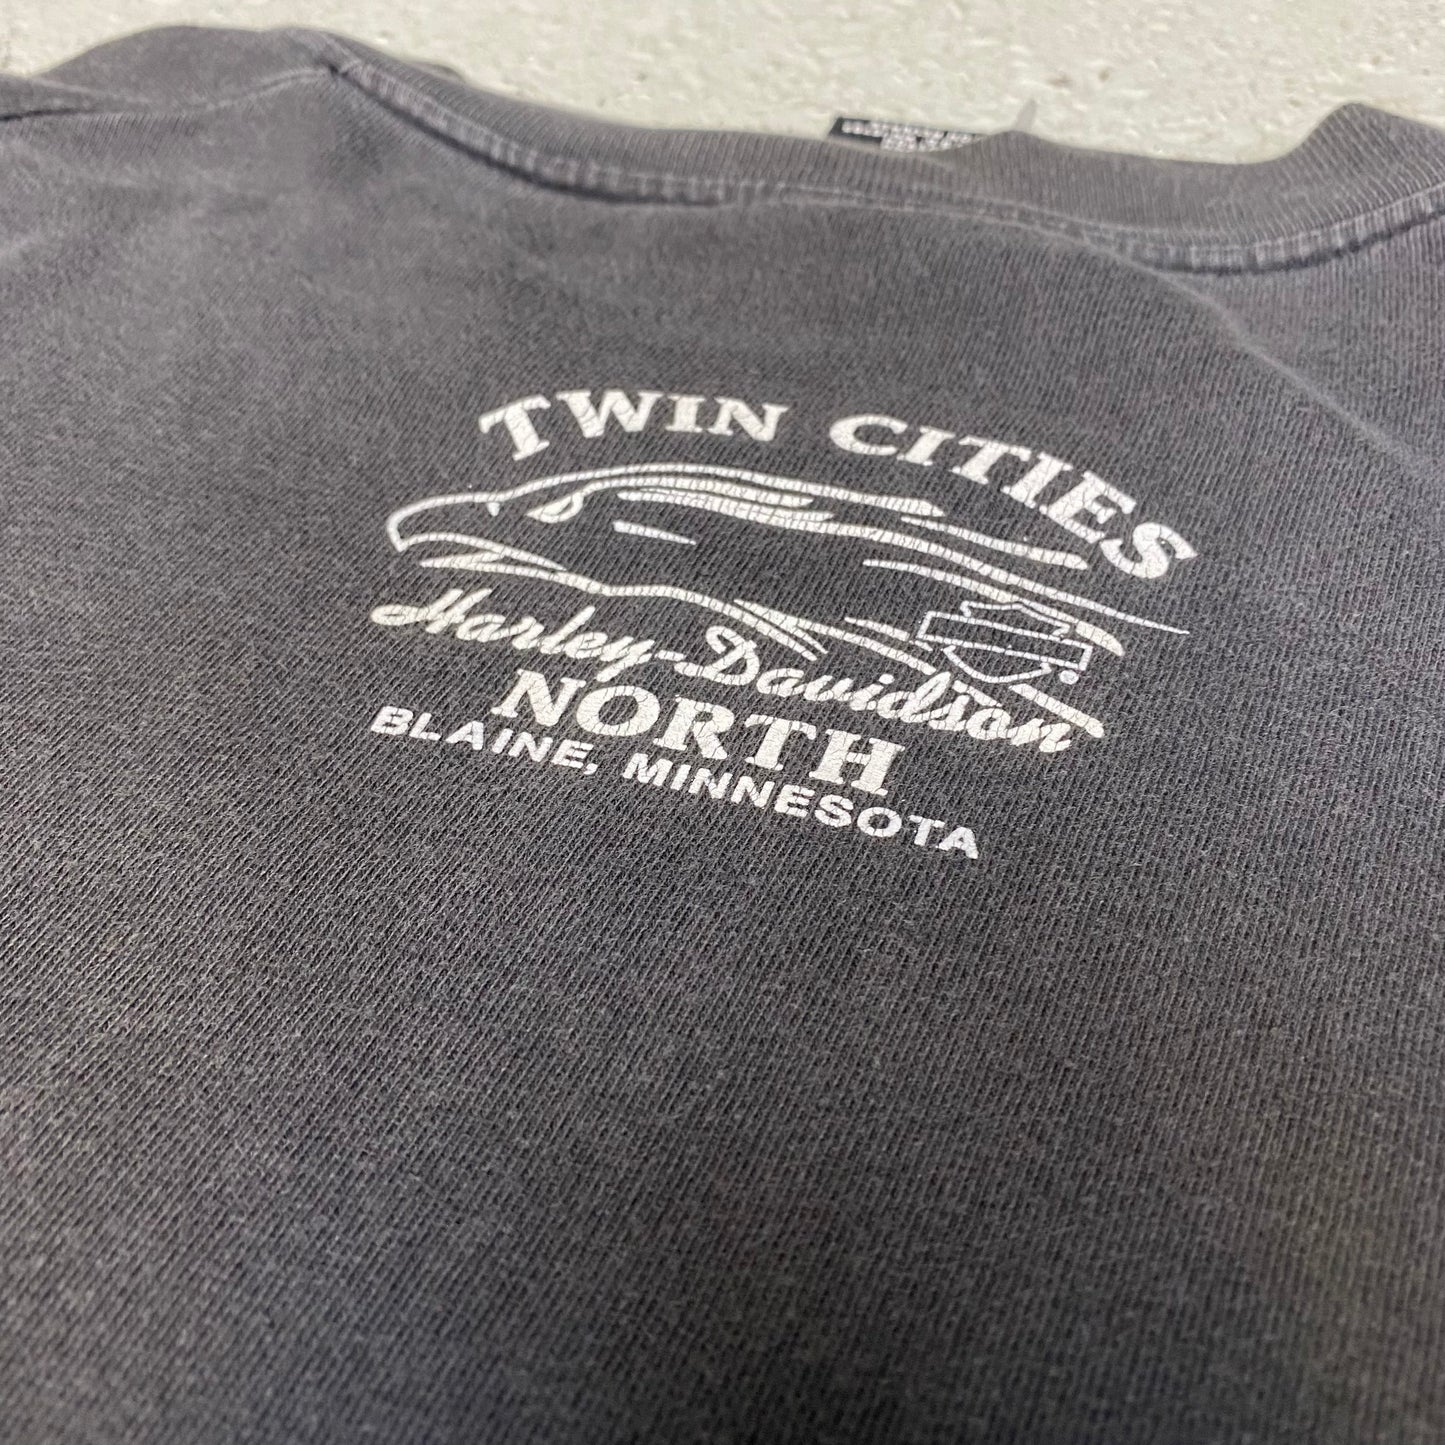 TWIN CITIES
Harley-Davidson
NORTH
BLAINE, MINNESOTA